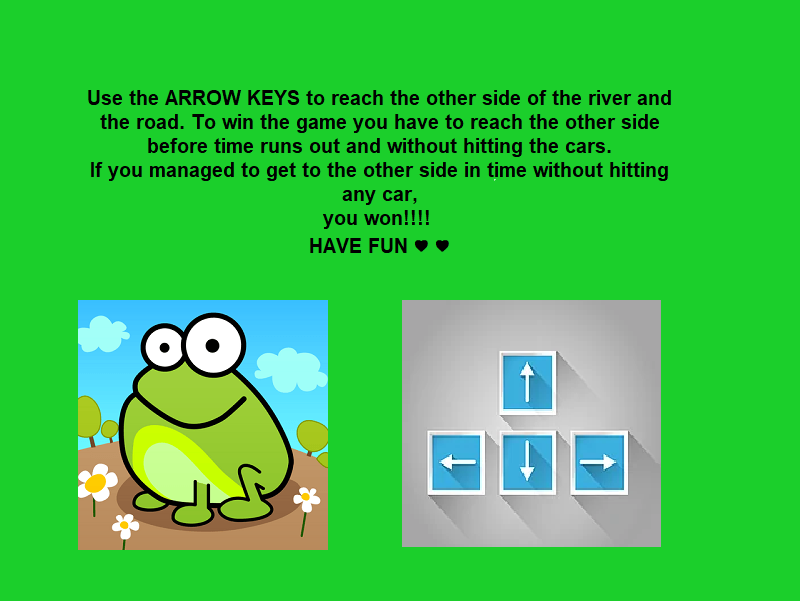 Use the ARROW KEYS to reach the other side of the river and
the road. To win the game you have to reach the other side
before time runs out and without hitting the cars.
If you managed to get to the other side in time without hitting
any car,
you won!!!!
HAVE FUN ♥ ♥